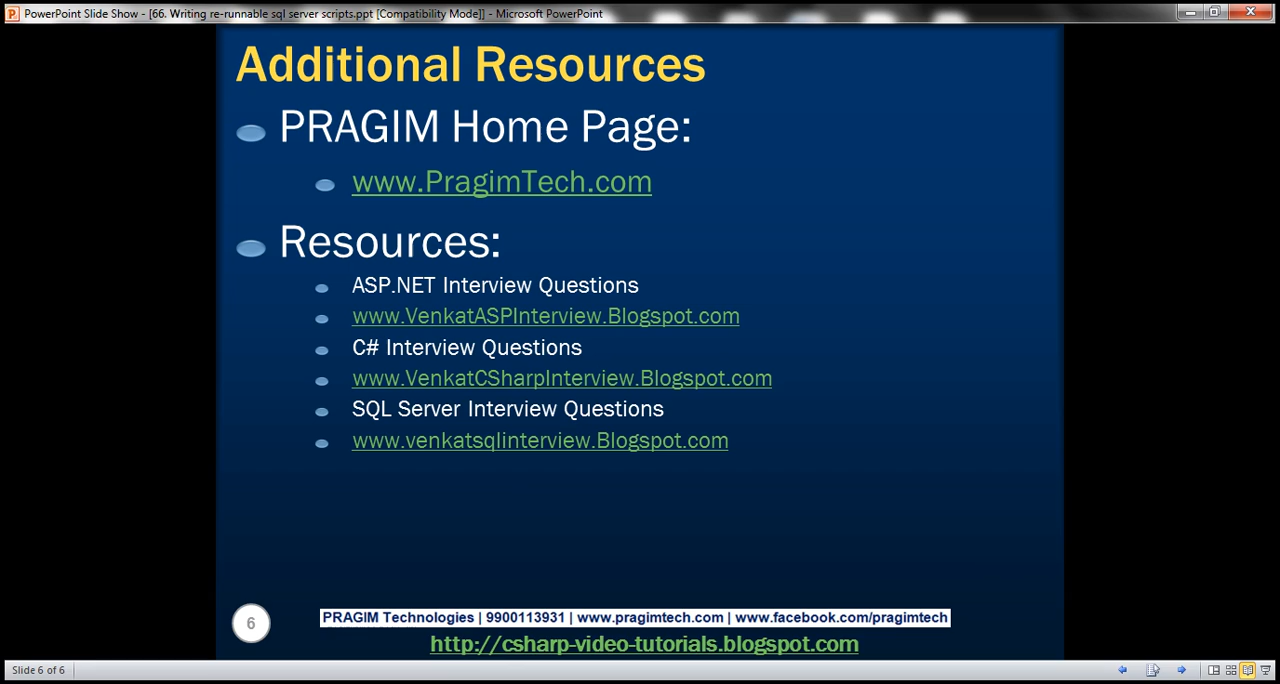 PowerPoint Slide Show - [66. Writing re-runnable sql server scripts.ppt [Compatibility Mode]] - Microsoft PowerPoint
Additional Resources
PRAGIM Home Page:
www.PragimTech.com
Resources:
ASP.NET Interview Questions
www.VenkatASPInterview.Blogspot.com
C# Interview Questions
www.VenkatCSharpInterview.Blogspot.com
SQL Server Interview Questions
www.venkatsqlinterview.Blogspot.com
6
PRAGIM Technologies | 9900113931 | www.pragimtech.com | www.facebook.com/pragimtech
http://csharp-video-tutorials.blogspot.com
Slide 6 of 6